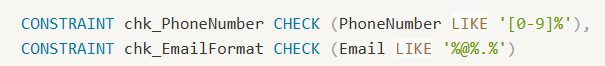 CONSTRAINT chk_PhoneNumber CHECK (PhoneNumber LIKE '[0-9]%'),
CONSTRAINT chk_EmailFormat CHECK (Email LIKE '%@%.%')